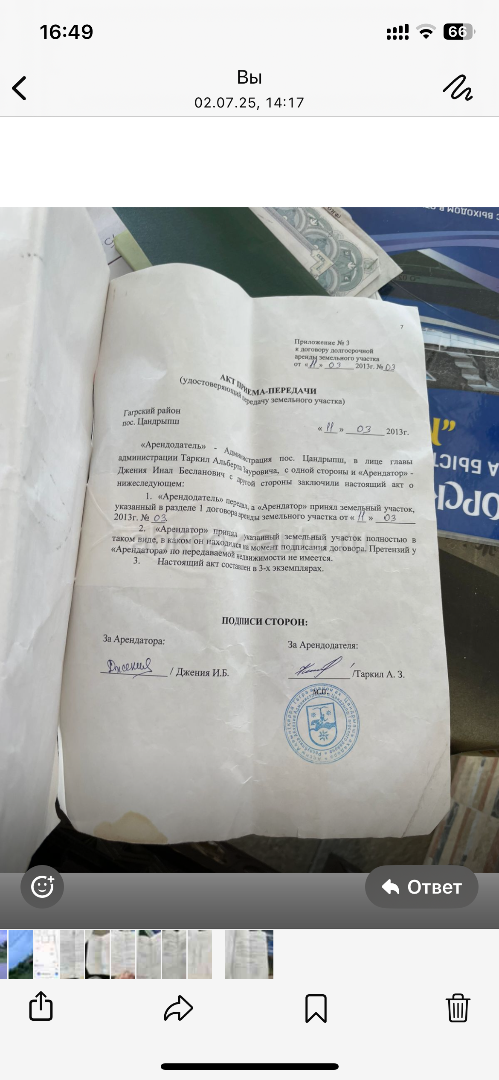 16:49
66
Вы
02.07.25, 14:17
Приложение № 3
к договору долгосрочной
аренды земельного участка
от «11» 03 2013г. № 03
АКТ ПРИЕМА-ПЕРЕДАЧИ
(удостоверяющий передачу земельного участка)
Гагрский район
пос. Цандрыпш
« 11 » 03 2013г.
«Арендодатель» - Администрация пос. Цандрыпш, в лице главы
администрации Таркил Альберта Зауровича, с одной стороны и «Арендатор» -
Джения Инал Бесланович с другой стороны заключили настоящий акт о
нижеследующем:
1. «Арендодатель» передал, а «Арендатор» принял земельный участок,
указанный в разделе 1 договора аренды земельного участка от « 11 » 03
2013г. № 03.
2. «Арендатор» принял указанный земельный участок полностью в
таком виде, в каком он находился на момент подписания договора. Претензий у
«Арендатора» по передаваемой недвижимости не имеется.
3. Настоящий акт составлен в 3-х экземплярах.
ПОДПИСИ СТОРОН:
За Арендатора:
За Арендодателя:
Джения / Джения И.Б.
/Таркил А. З.
М.П.
Ответ